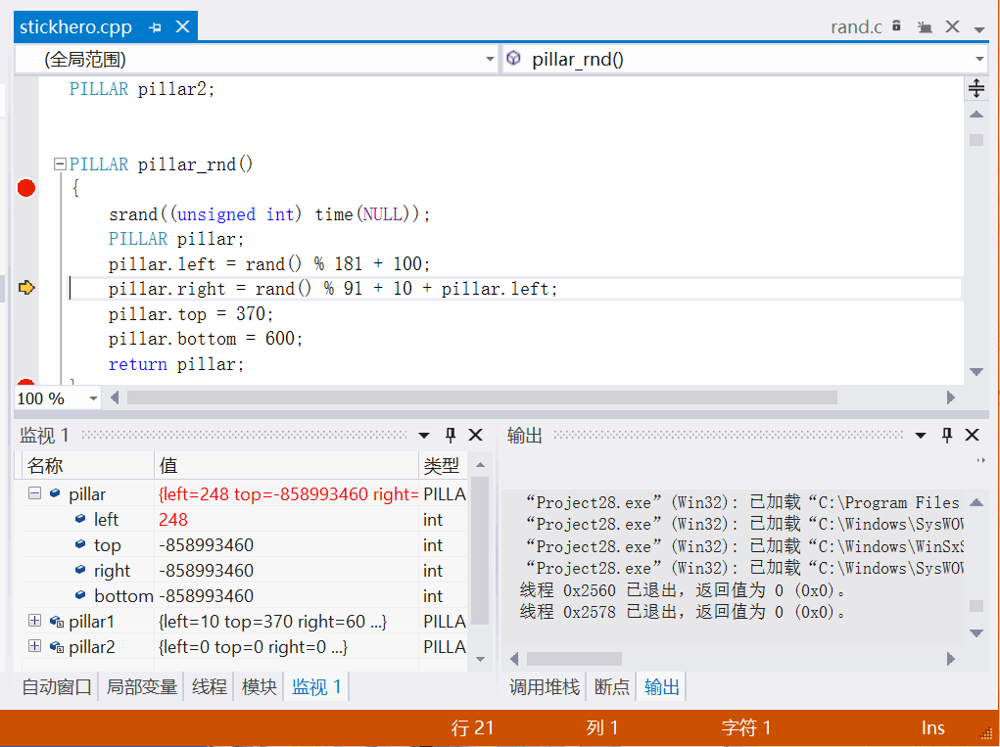 stickhero.cpp
rand.c
(全局范围)
pillar_rnd()
PILLAR pillar2;
PILLAR pillar_rnd()
{
srand((unsigned int) time(NULL));
PILLAR pillar;
pillar.left = rand() % 181 + 100;
pillar.right = rand() % 91 + 10 + pillar.left;
pillar.top = 370;
pillar.bottom = 600;
return pillar;
100 %
监视 1
名称 值 类型
pillar {left=248 top=-858993460 right= PILLA
left 248 int
top -858993460 int
right -858993460 int
bottom -858993460 int
pillar1 {left=10 top=370 right=60 ...} PILLA
pillar2 {left=0 top=0 right=0 ...} PILLA
自动窗口 局部变量 线程 模块 监视 1
输出
“Project28.exe”(Win32): 已加载“C:\Program Files
“Project28.exe”(Win32): 已加载“C:\Windows\SysWOW
“Project28.exe”(Win32): 已加载“C:\Windows\WinSxS
“Project28.exe”(Win32): 已加载“C:\Windows\SysWOW
线程 0x2560 已退出，返回值为 0 (0x0)。
线程 0x2578 已退出，返回值为 0 (0x0)。
调用堆栈 断点 输出
行 21 列 1 字符 1 Ins